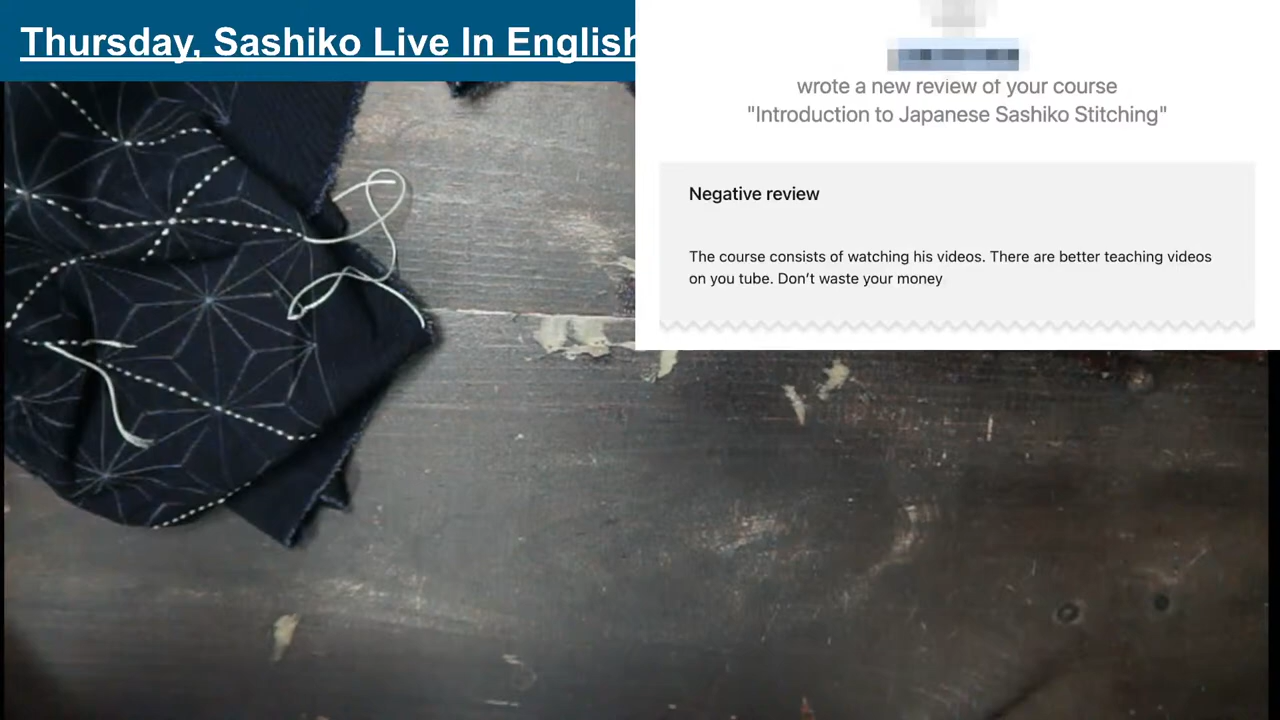 Thursday, Sashiko Live In English
wrote a new review of your course
"Introduction to Japanese Sashiko Stitching"
Negative review
The course consists of watching his videos. There are better teaching videos
on you tube. Don’t waste your money